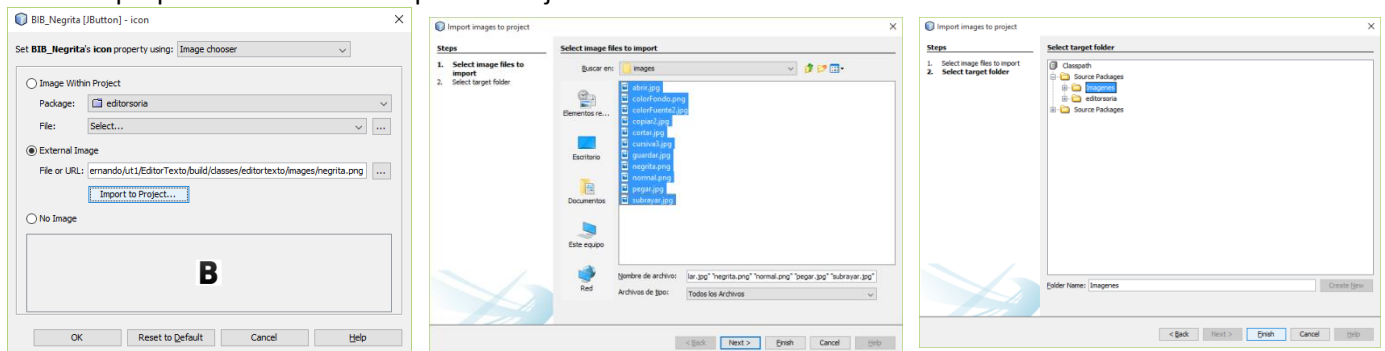 BIB_Negrita [JButton] - icon
Set BIB_Negrita's icon property using: Image chooser
Image Within Project
Package: editorsoria
File: Select... ...
External Image
File or URL: ernando/ut1/EditorTexto/build/classes/editortexto/images/negrita.png ...
Import to Project...
No Image
B
OK Reset to Default Cancel Help
Import images to project
Steps
1. Select image files to import
2. Select target folder
Select image files to import
Buscar en: images
Elementos re...
Escritorio
Documentos
Este equipo
Red
abrir.jpg
colorFondo.png
colorFuente2.jpg
copiar2.jpg
cortar.jpg
cursiva3.jpg
guardar.jpg
negrita.png
normal.png
pegar.jpg
subrayar.jpg
Nombre de archivo: lar.jpg" "negrita.png" "normal.png" "pegar.jpg" "subrayar.jpg"
Archivos de tipo: Todos los Archivos
< Back Next > Finish Cancel Help
Import images to project
Steps
1. Select image files to import
2. Select target folder
Select target folder
Classpath
Source Packages
Imagenes
editorsoria
Source Packages
Folder Name: Imagenes Create New
< Back Next > Finish Cancel Help